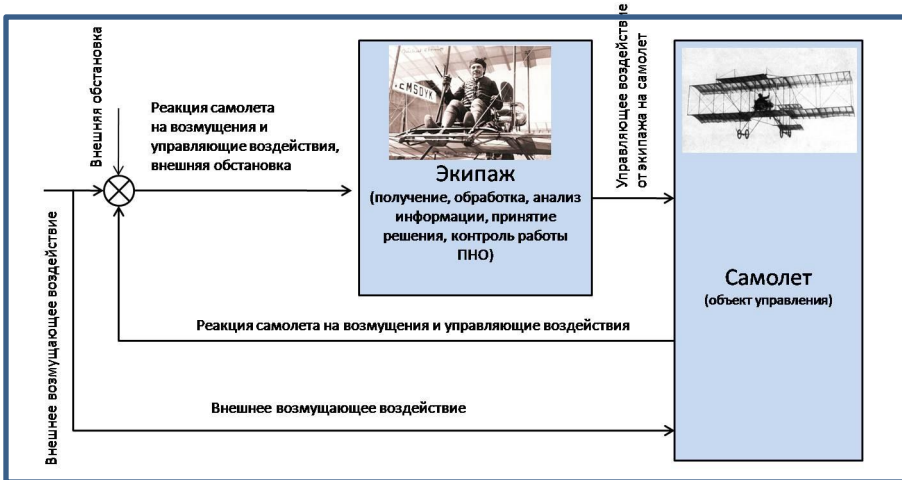 Внешняя обстановка
Реакция самолета
на возмущения и
управляющие воздействия,
внешняя обстановка
Внешнее возмущающее воздействие
Экипаж
(получение, обработка, анализ
информации, принятие
решения, контроль работы
ПНО)
Управляющее воздействие
от экипажа на самолет
Самолет
(объект управления)
Реакция самолета на возмущения и управляющие воздействия
Внешнее возмущающее воздействие